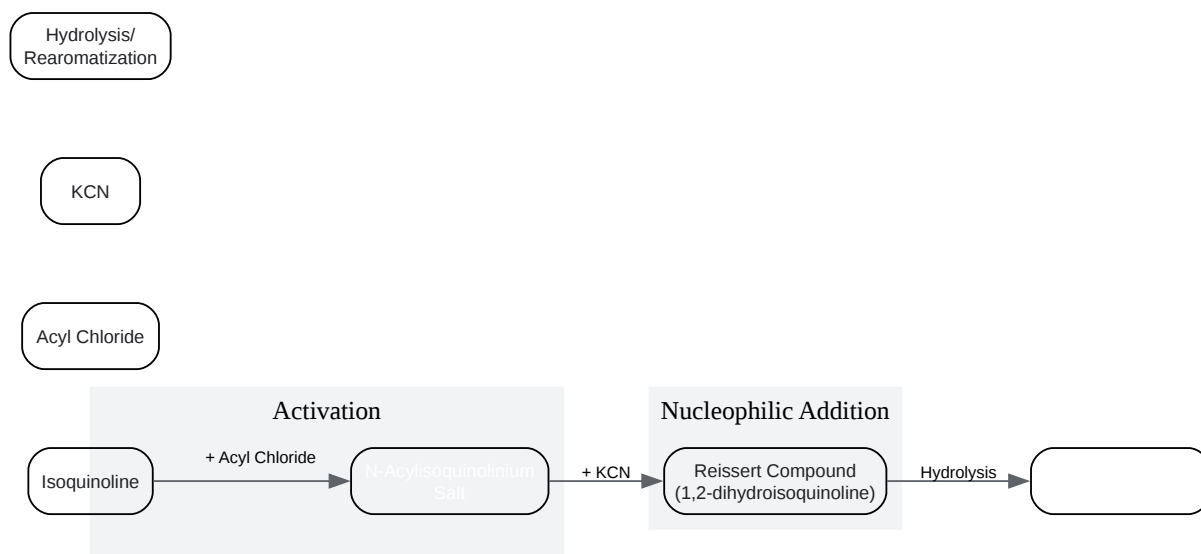 Hydrolysis/
Rearomatization
KCN
Acyl Chloride
Activation
Nucleophilic Addition
Isoquinoline
+ Acyl Chloride
N-Acylisoquinolinium
Salt
+ KCN
Reissert Compound
(1,2-dihydroisoquinoline)
Hydrolysis